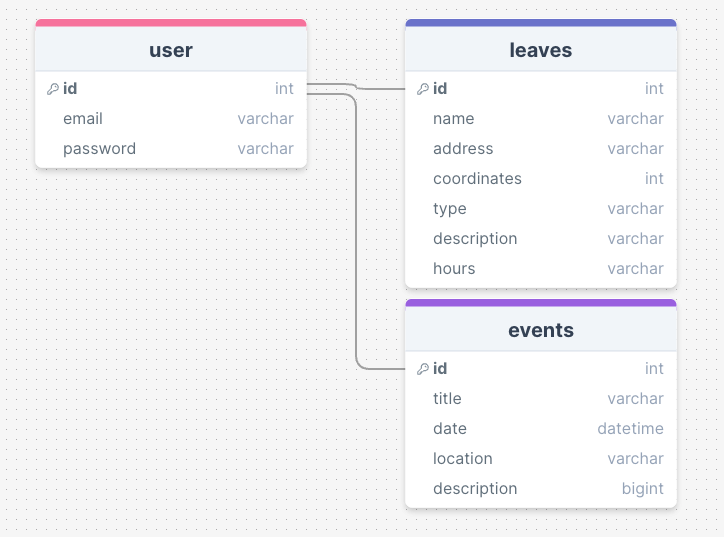 user
id int
email varchar
password varchar
leaves
id int
name varchar
address varchar
coordinates int
type varchar
description varchar
hours varchar
events
id int
title varchar
date datetime
location varchar
description bigint